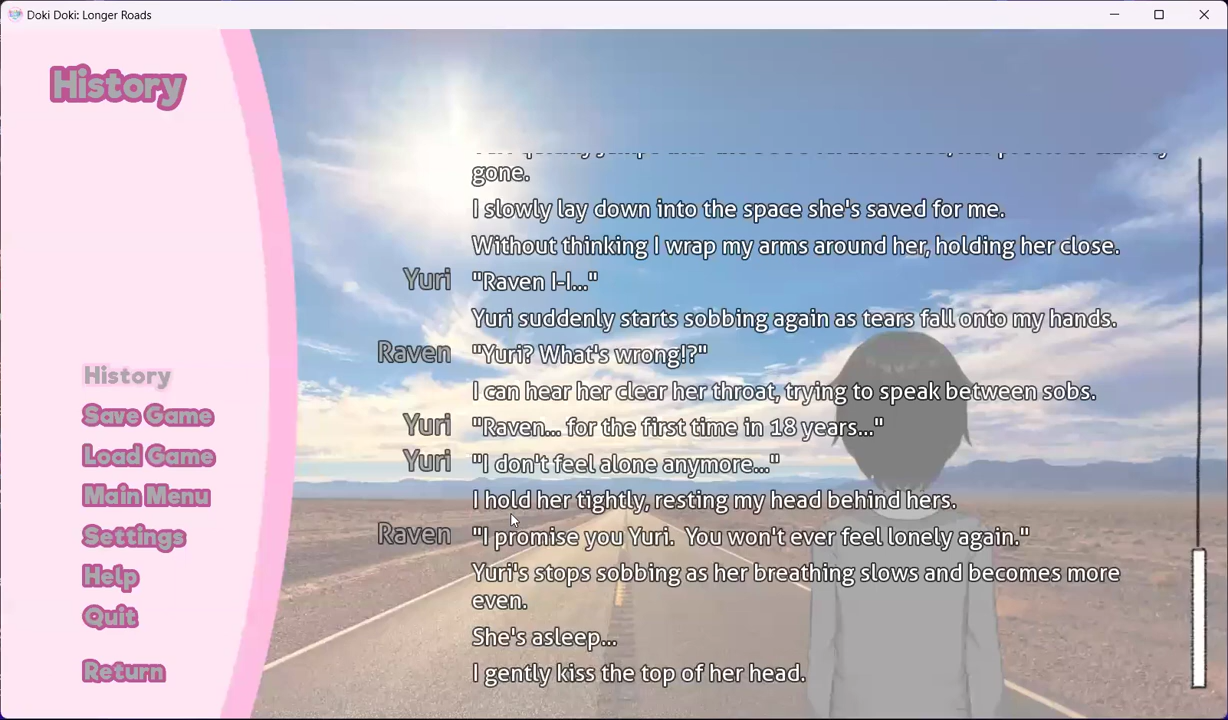 Doki Doki: Longer Roads
History
gone.
I slowly lay down into the space she's saved for me.
Without thinking I wrap my arms around her, holding her close.
Yuri "Raven I-I..."
Yuri suddenly starts sobbing again as tears fall onto my hands.
Raven "Yuri? What's wrong!?"
I can hear her clear her throat, trying to speak between sobs.
Yuri "Raven... for the first time in 18 years..."
Yuri "I don't feel alone anymore..."
I hold her tightly, resting my head behind hers.
Raven "I promise you Yuri.  You won't ever feel lonely again."
Yuri's stops sobbing as her breathing slows and becomes more
even.
She's asleep...
I gently kiss the top of her head.
History
Save Game
Load Game
Main Menu
Settings
Help
Quit
Return